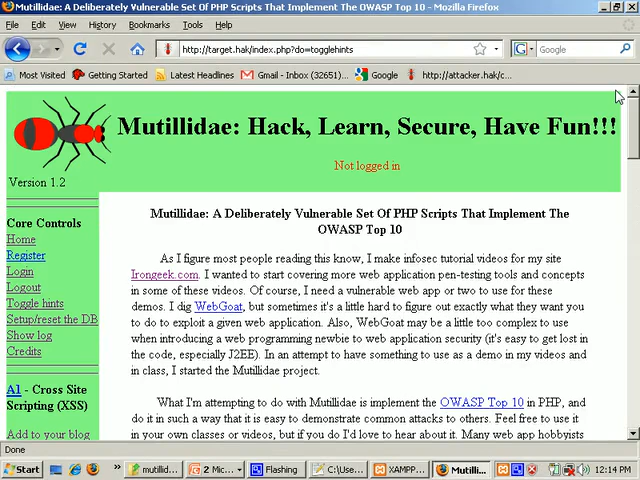 Mutillidae: A Deliberately Vulnerable Set Of PHP Scripts That Implement The OWASP Top 10 - Mozilla Firefox
File Edit View History Bookmarks Tools Help
http://target.hak/index.php?do=togglehints
Google
Most Visited Getting Started Latest Headlines Gmail - Inbox (32651)... Google http://attacker.hak/c...
Mutillidae: Hack, Learn, Secure, Have Fun!!!
Not logged in
Version 1.2
Core Controls
Home
Register
Login
Logout
Toggle hints
Setup/reset the DB
Show log
Credits
A1 - Cross Site
Scripting (XSS)
Add to your blog
Mutillidae: A Deliberately Vulnerable Set Of PHP Scripts That Implement The
OWASP Top 10
As I figure most people reading this know, I make infosec tutorial videos for my site
Irongeek.com. I wanted to start covering more web application pen-testing tools and concepts
in some of these videos. Of course, I need a vulnerable web app or two to use for these
demos. I dig WebGoat, but sometimes it's a little hard to figure out exactly what they want you
to do to exploit a given web application. Also, WebGoat may be a little too complex to use
when introducing a web programming newbie to web application security (it's easy to get lost in
the code, especially J2EE). In an attempt to have something to use as a demo in my videos and
in class, I started the Mutillidae project.
What I'm attempting to do with Mutillidae is implement the OWASP Top 10 in PHP, and
do it in such a way that it is easy to demonstrate common attacks to others. Feel free to use
it in your own classes or videos, but if you do I'd love to hear about it. Many web app hobbyists
Done
Start » mutillid... 2 Micr... Flashing C:\Use... XAMPP... Mutilli... 12:14 PM